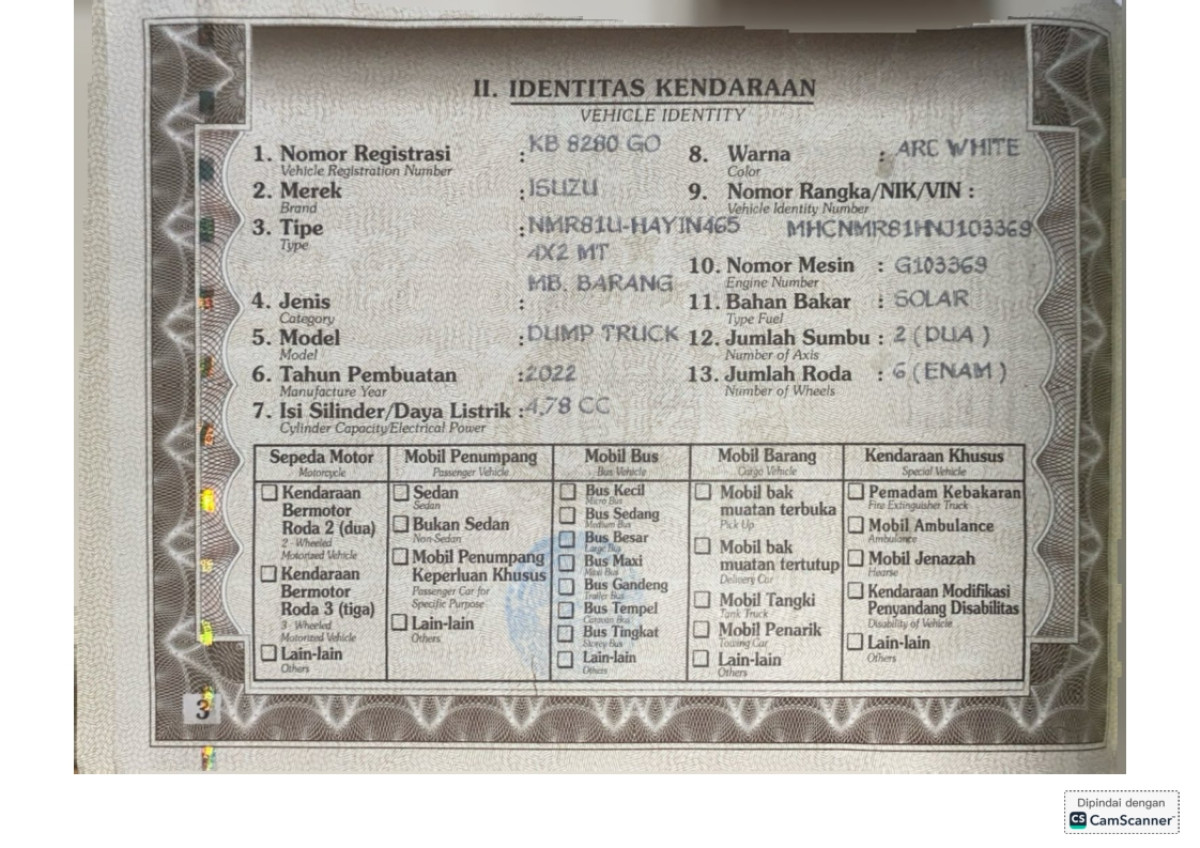 II. IDENTITAS KENDARAAN
VEHICLE IDENTITY
1. Nomor Registrasi : KB 8280 GO
Vehicle Registration Number
2. Merek : ISUZU
Brand
3. Tipe : NMR81U-HAYIN465
Type
4X2 MT
MB. BARANG
4. Jenis :
Category
5. Model : DUMP TRUCK
Model
6. Tahun Pembuatan : 2022
Manufacture Year
7. Isi Silinder/Daya Listrik : 4,78 CC
Cylinder Capacity/Electrical Power
8. Warna : ARC WHITE
Color
9. Nomor Rangka/NIK/VIN :
Vehicle Identity Number
MHCNMR81HNJ103369
10. Nomor Mesin : G103369
Engine Number
11. Bahan Bakar : SOLAR
Type Fuel
12. Jumlah Sumbu : 2 (DUA )
Number of Axis
13. Jumlah Roda : 6 (ENAM )
Number of Wheels
Sepeda Motor
Motorcycle
Kendaraan
Bermotor
Roda 2 (dua)
2 - Wheeled
Motorized Vehicle
Kendaraan
Bermotor
Roda 3 (tiga)
3 - Wheeled
Motorized Vehicle
Lain-lain
Others
Mobil Penumpang
Passenger Vehicle
Sedan
Sedan
Bukan Sedan
Non-Sedan
Mobil Penumpang
Keperluan Khusus
Passenger Car for
Specific Purpose
Lain-lain
Others
Mobil Bus
Bus Vehicle
Bus Kecil
Micro Bus
Bus Sedang
Medium Bus
Bus Besar
Large Bus
Bus Maxi
Maxi Bus
Bus Gandeng
Trailer Bus
Bus Tempel
Caravan Bus
Bus Tingkat
Storey Bus
Lain-lain
Others
Mobil Barang
Cargo Vehicle
Mobil bak
muatan terbuka
Pick Up
Mobil bak
muatan tertutup
Delivery Car
Mobil Tangki
Tank Truck
Mobil Penarik
Towing Car
Lain-lain
Others
Kendaraan Khusus
Special Vehicle
Pemadam Kebakaran
Fire Extinguisher Truck
Mobil Ambulance
Ambulance
Mobil Jenazah
Hearse
Kendaraan Modifikasi
Penyandang Disabilitas
Disability of Vehicle
Lain-lain
Others
3
Dipindai dengan
CS CamScanner